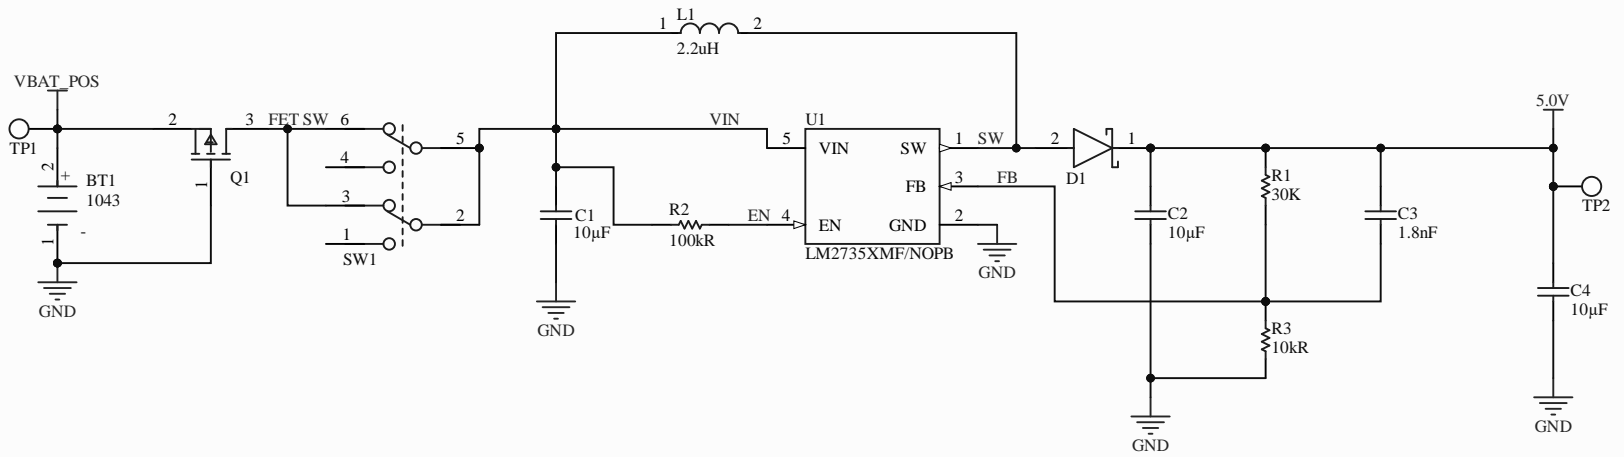 VBAT_POS
TP1
2
3
FET SW
6
5
4
3
2
1
SW1
1
Q1
2
+
BT1
1043
-
1
GND
L1
1
2
2.2uH
VIN
5
U1
VIN
SW
FB
EN
GND
LM2735XMF/NOPB
1
SW
3
FB
2
GND
C1
10µF
GND
R2
100kR
EN
4
2
1
D1
C2
10µF
GND
R1
30K
C3
1.8nF
R3
10kR
5.0V
TP2
C4
10µF
GND